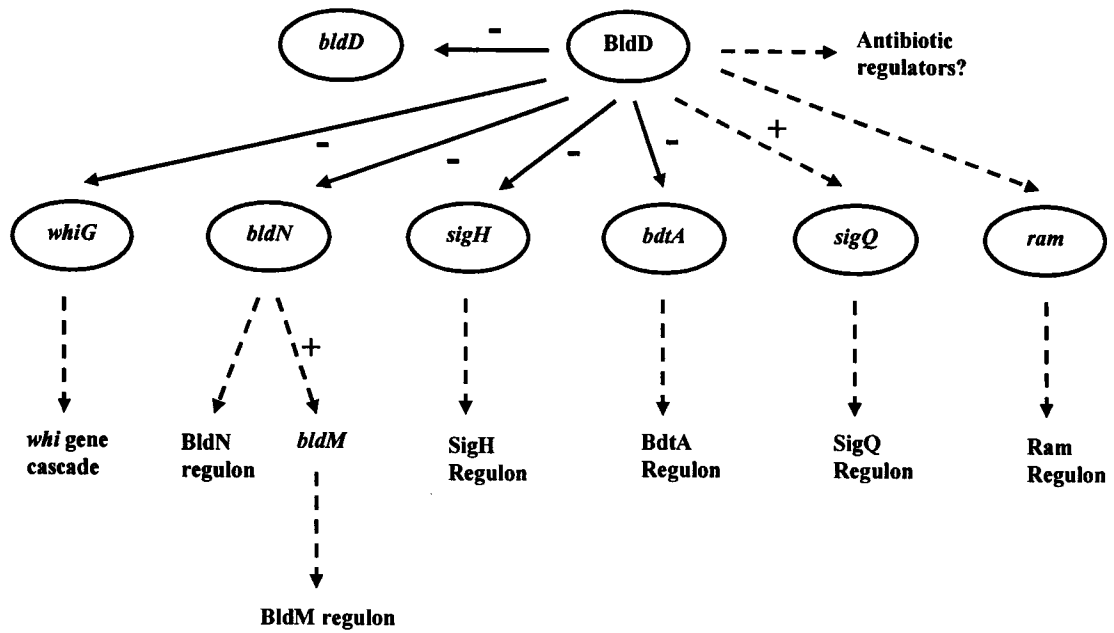 bldD
-
BldD
Antibiotic
regulators?
-
-
-
-
+
whiG
bldN
sigH
bdtA
sigQ
ram
+
whi gene
cascade
BldN
regulon
bldM
SigH
Regulon
BdtA
Regulon
SigQ
Regulon
Ram
Regulon
BldM regulon